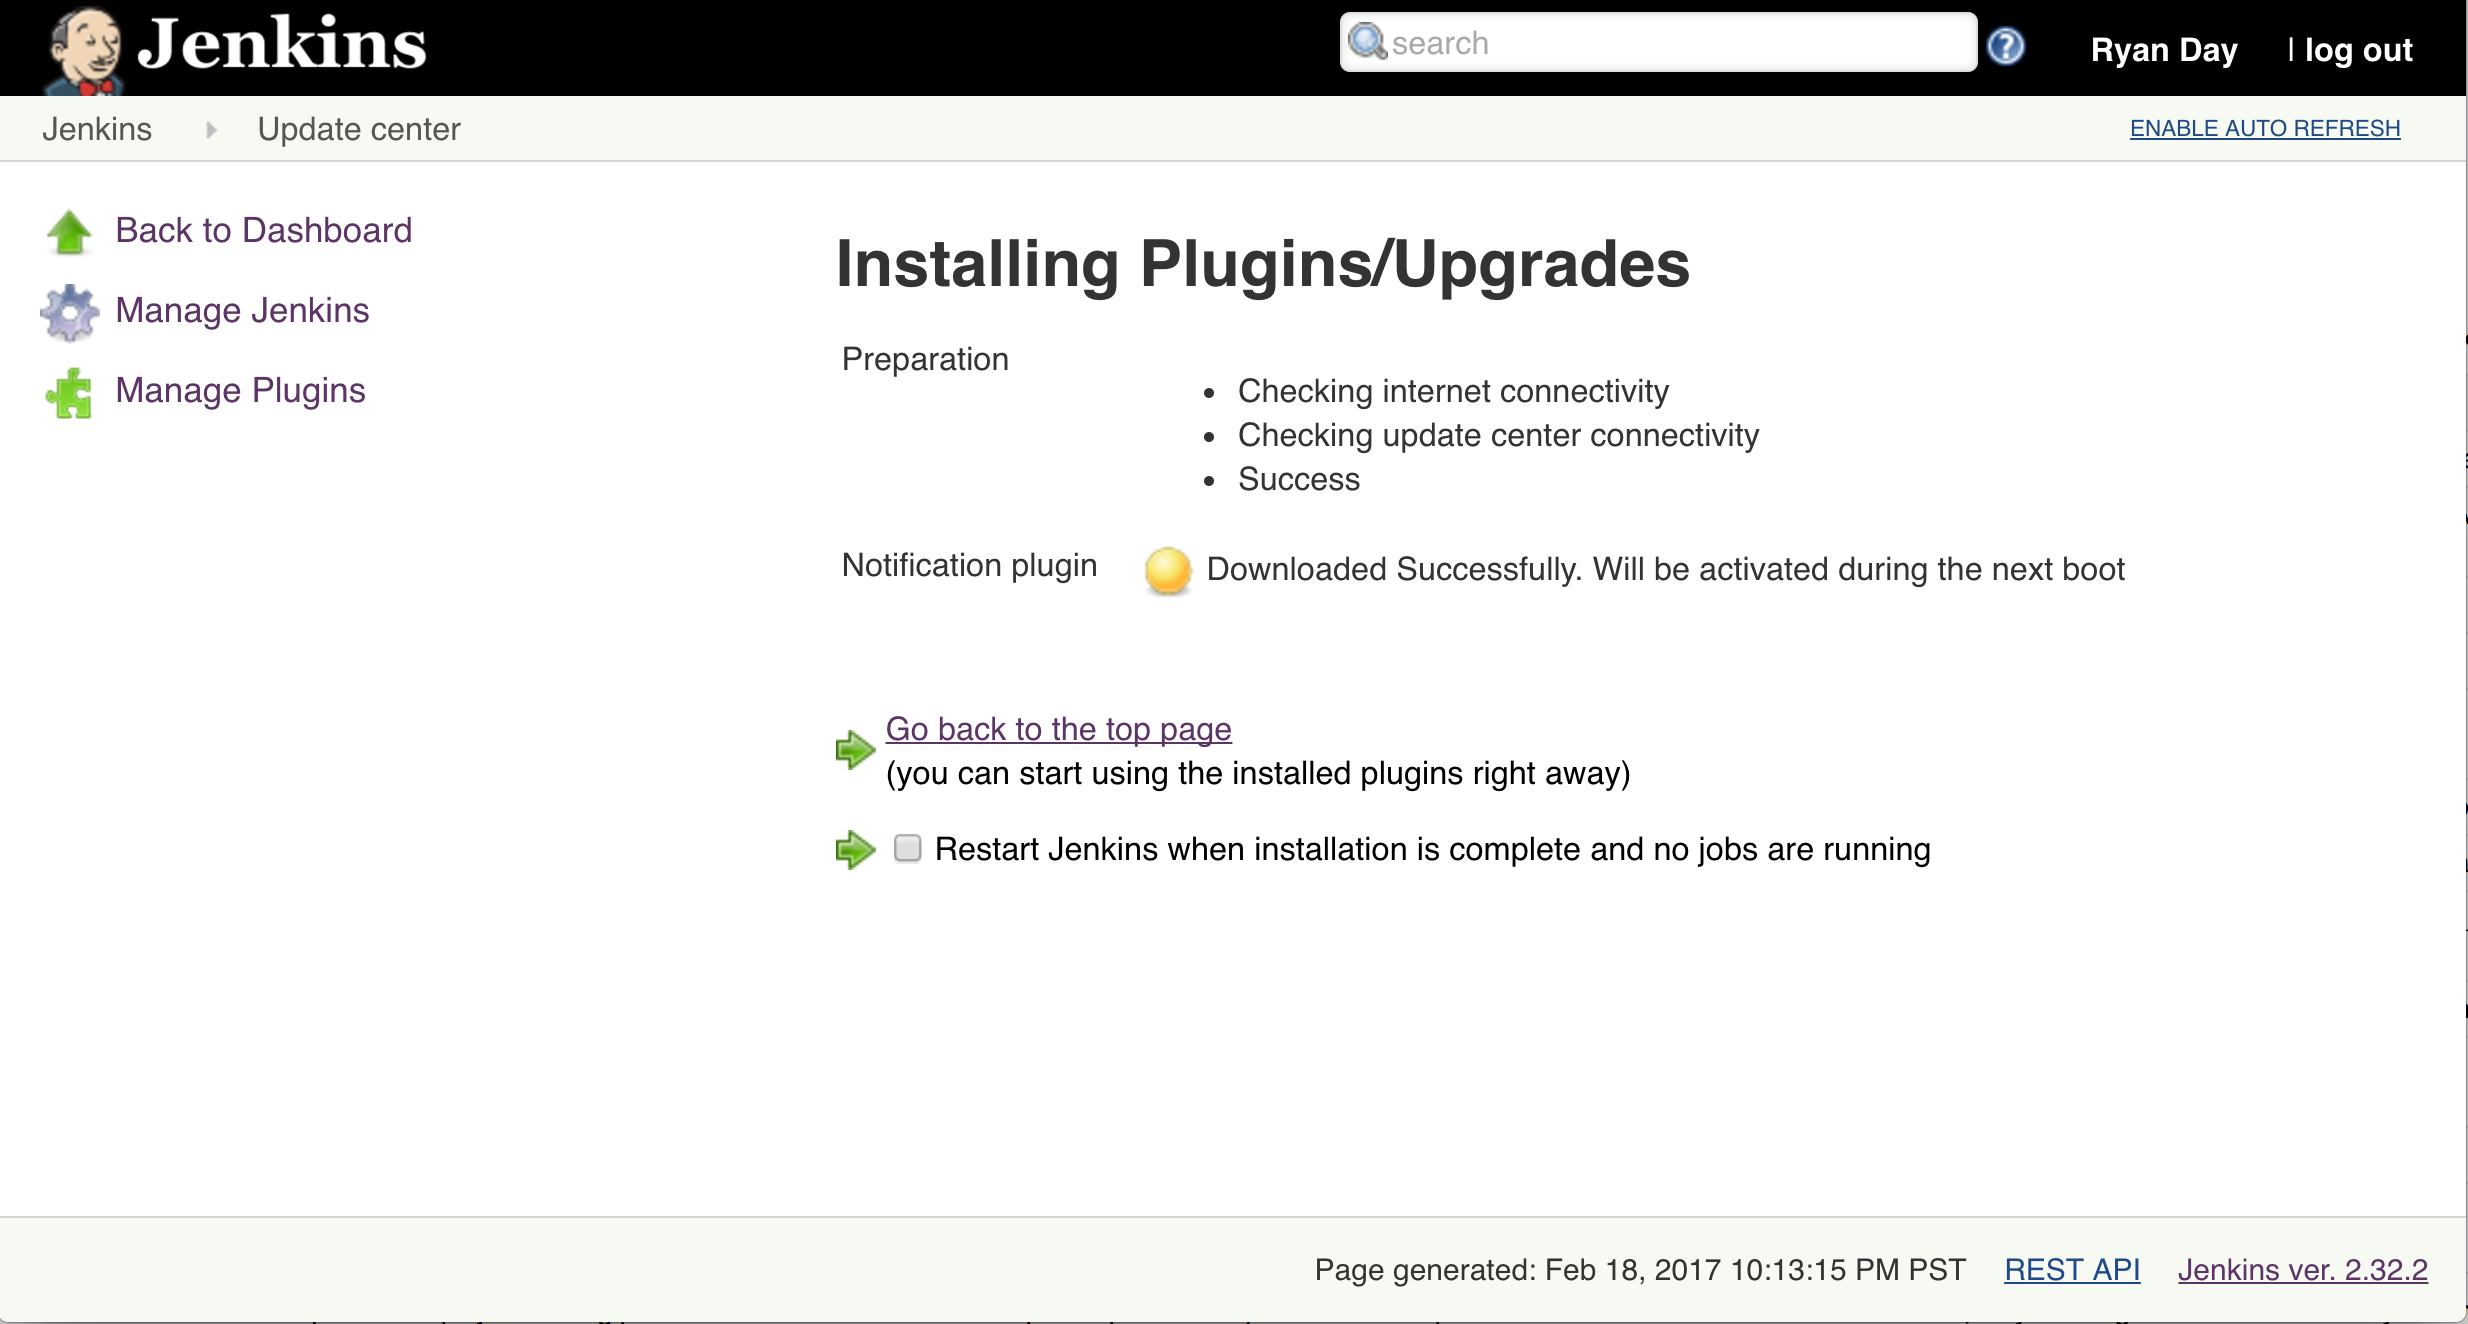 Jenkins
search
Ryan Day | log out
Jenkins Update center
ENABLE AUTO REFRESH
Back to Dashboard
Manage Jenkins
Manage Plugins
Installing Plugins/Upgrades
Preparation
• Checking internet connectivity
• Checking update center connectivity
• Success
Notification plugin Downloaded Successfully. Will be activated during the next boot
Go back to the top page
(you can start using the installed plugins right away)
Restart Jenkins when installation is complete and no jobs are running
Page generated: Feb 18, 2017 10:13:15 PM PST REST API Jenkins ver. 2.32.2